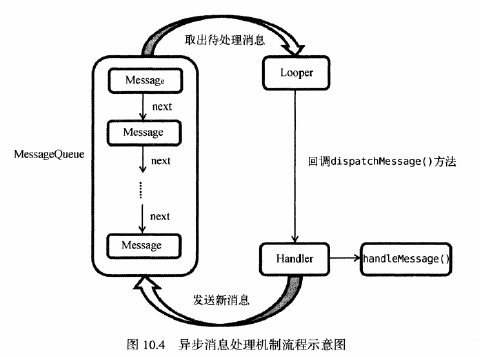 取出待处理消息
Message
Looper
next
Message
MessageQueue
next
回调dispatchMessage()方法
next
Message
Handler
handleMessage()
发送新消息
图 10.4 异步消息处理机制流程示意图